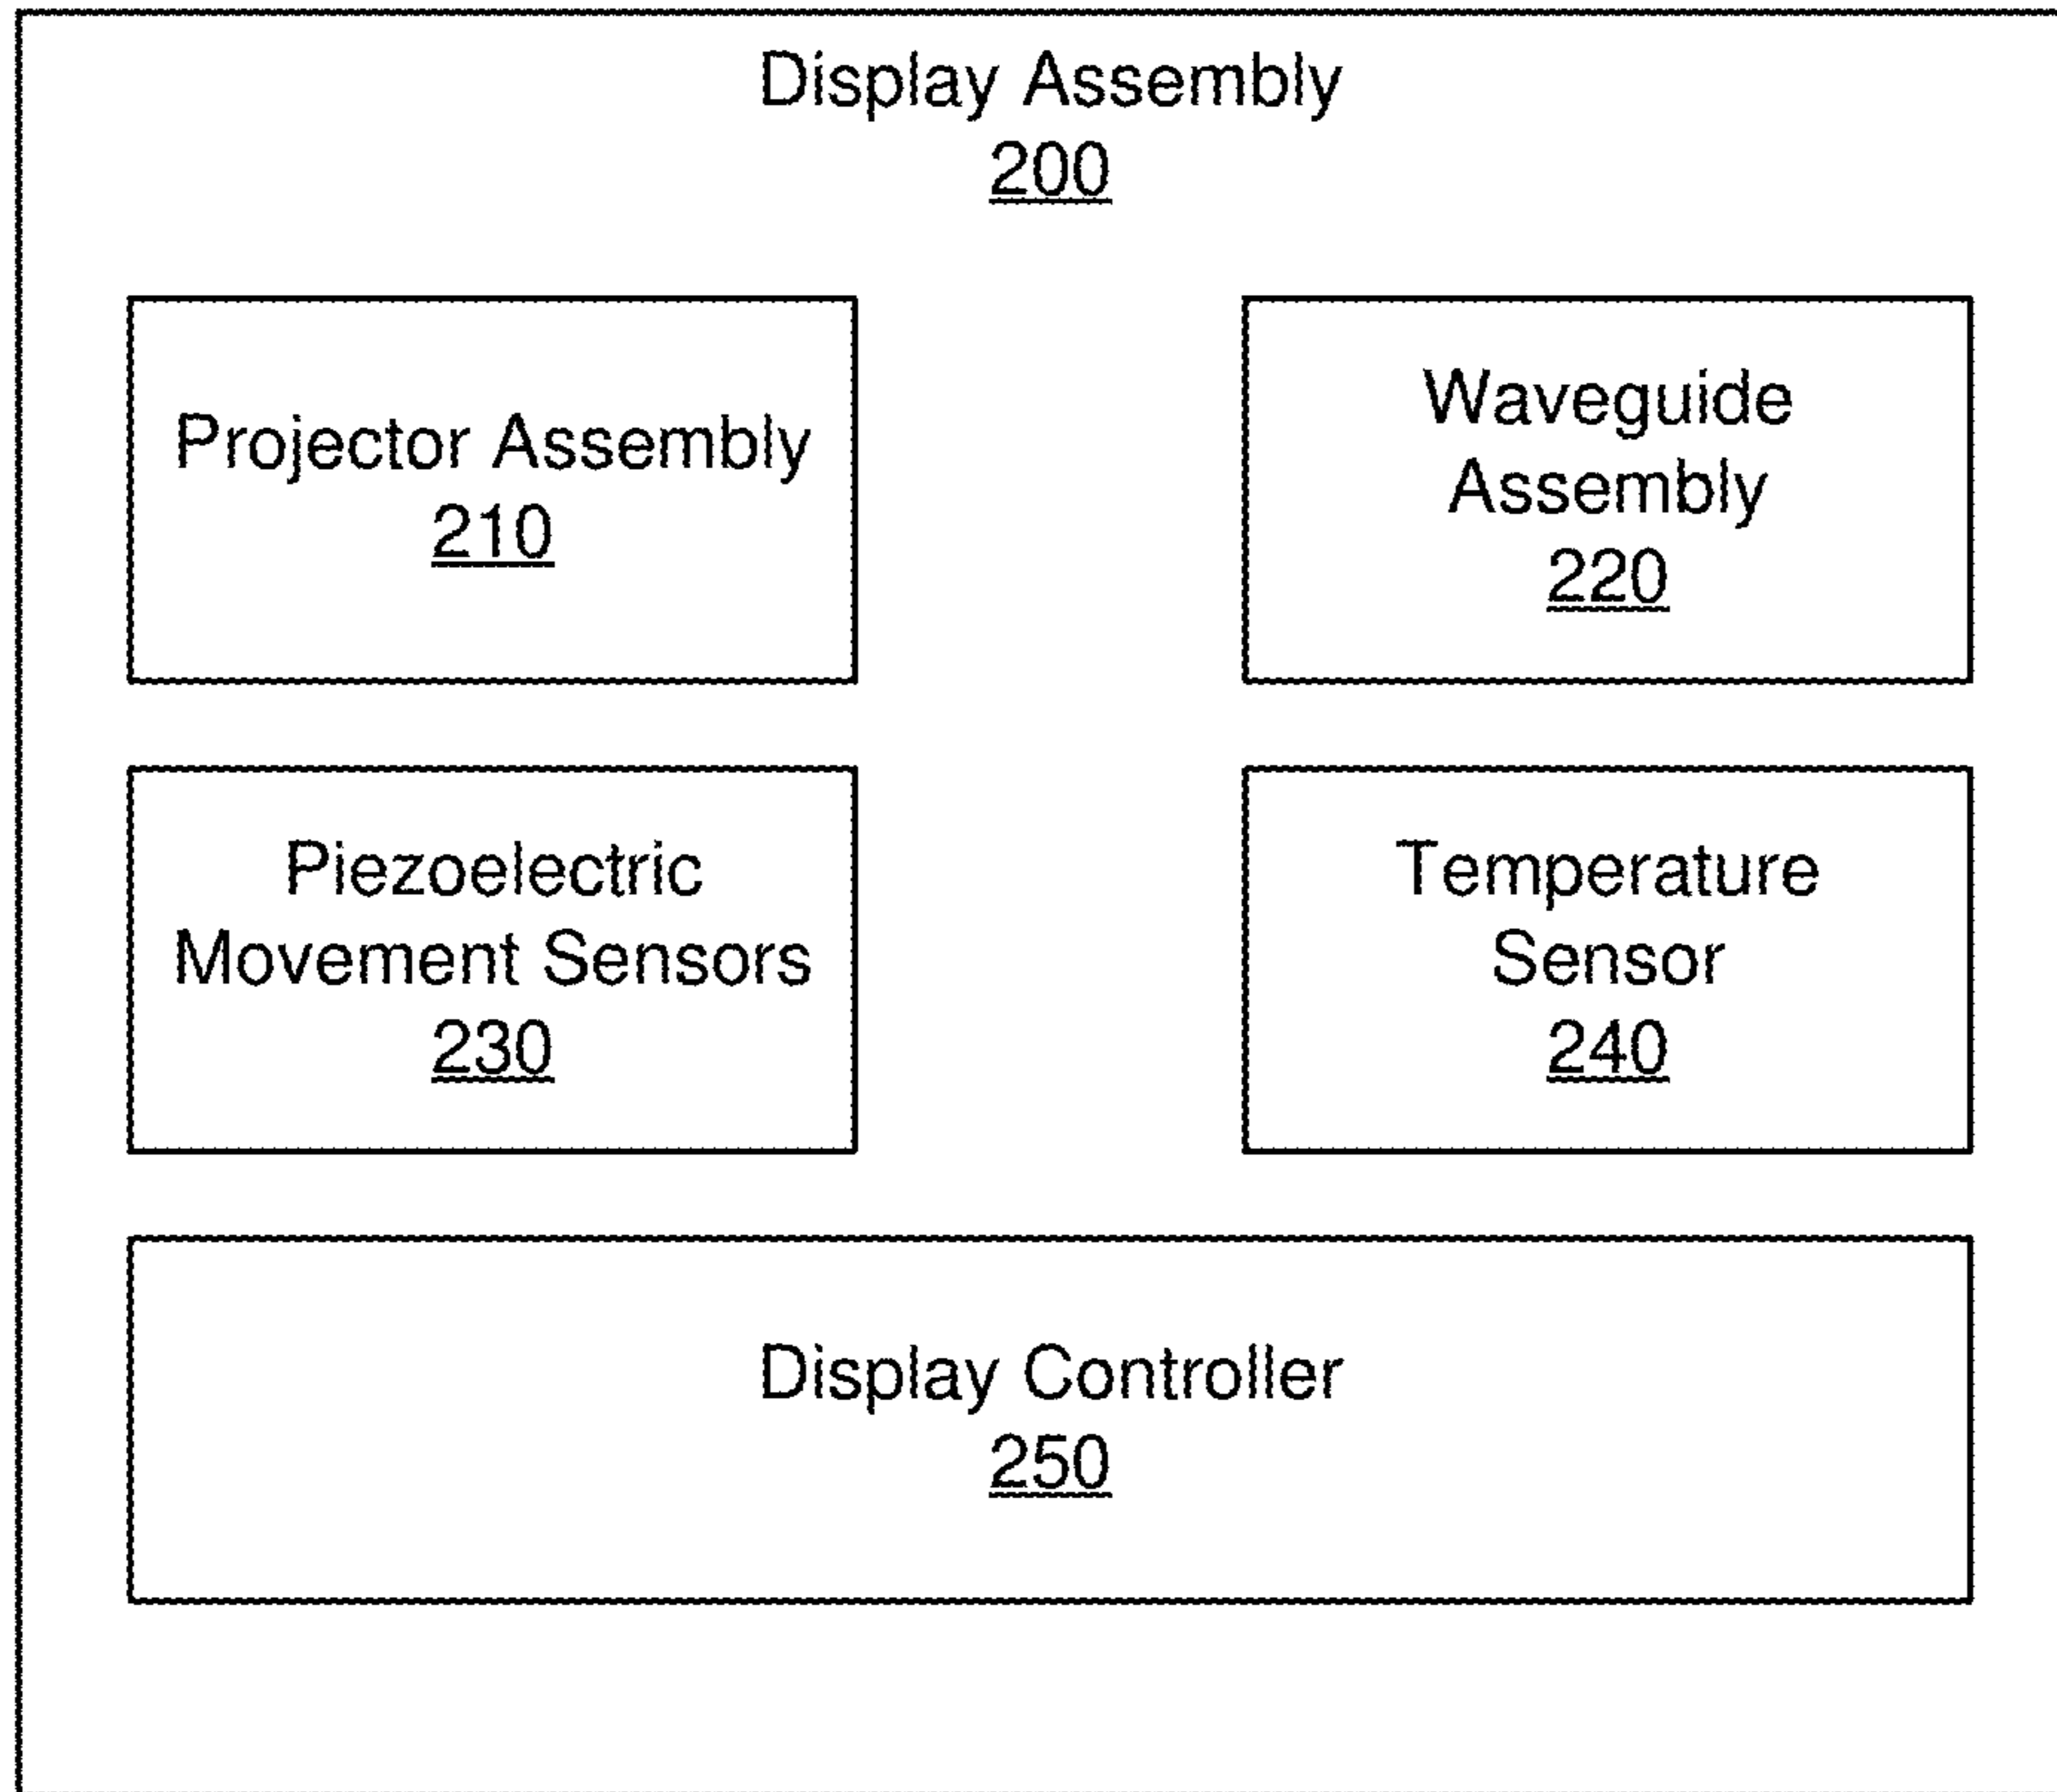 Display Assembly
200
Projector Assembly
210
Waveguide
Assembly
220
Piezoelectric
Movement Sensors
230
Temperature
Sensor
240
Display Controller
250